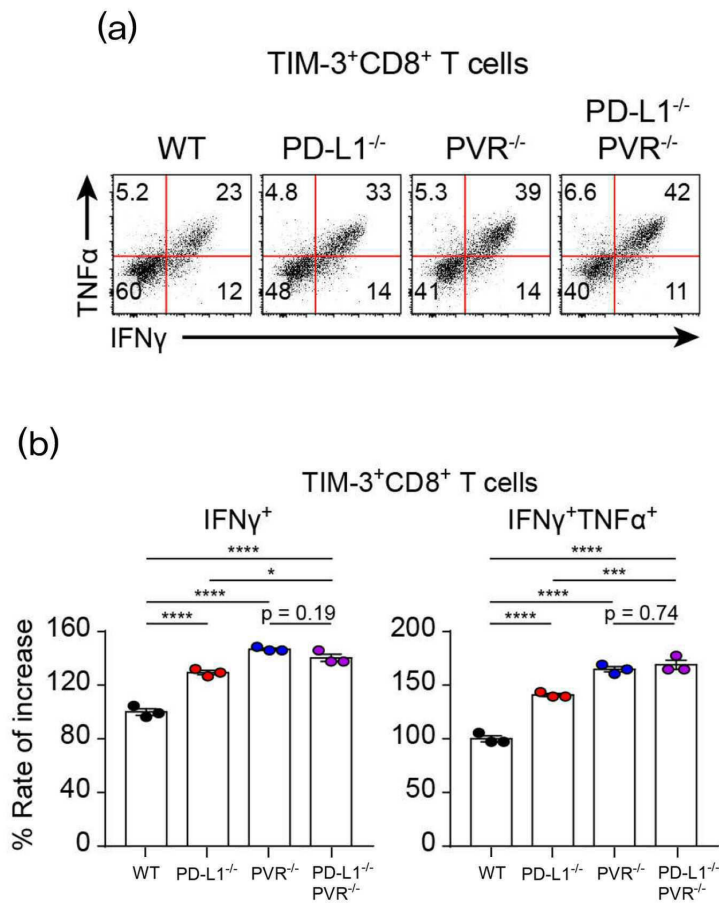 (a)
TIM-3⁺CD8⁺ T cells
WT
PD-L1⁻/⁻
PVR⁻/⁻
PD-L1⁻/⁻
PVR⁻/⁻
5.2 23
60 12
4.8 33
48 14
5.3 39
41 14
6.6 42
40 11
TNFα
IFNγ
(b)
TIM-3⁺CD8⁺ T cells
IFNγ⁺
****
*
****
****
p = 0.19
% Rate of increase
160
120
80
40
0
WT
PD-L1⁻/⁻
PVR⁻/⁻
PD-L1⁻/⁻
PVR⁻/⁻
IFNγ⁺TNFα⁺
****
***
****
****
p = 0.74
200
150
100
50
0
WT
PD-L1⁻/⁻
PVR⁻/⁻
PD-L1⁻/⁻
PVR⁻/⁻